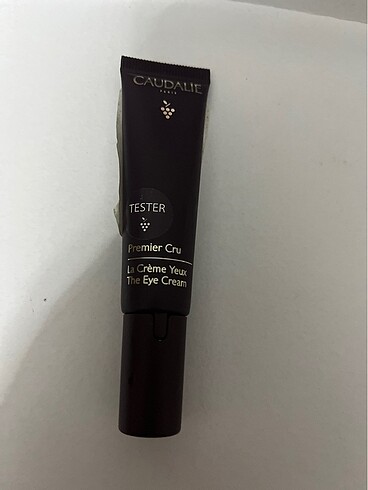 CAUDALIE
PARIS
TESTER
Premier Cru
La Crème Yeux
The Eye Cream